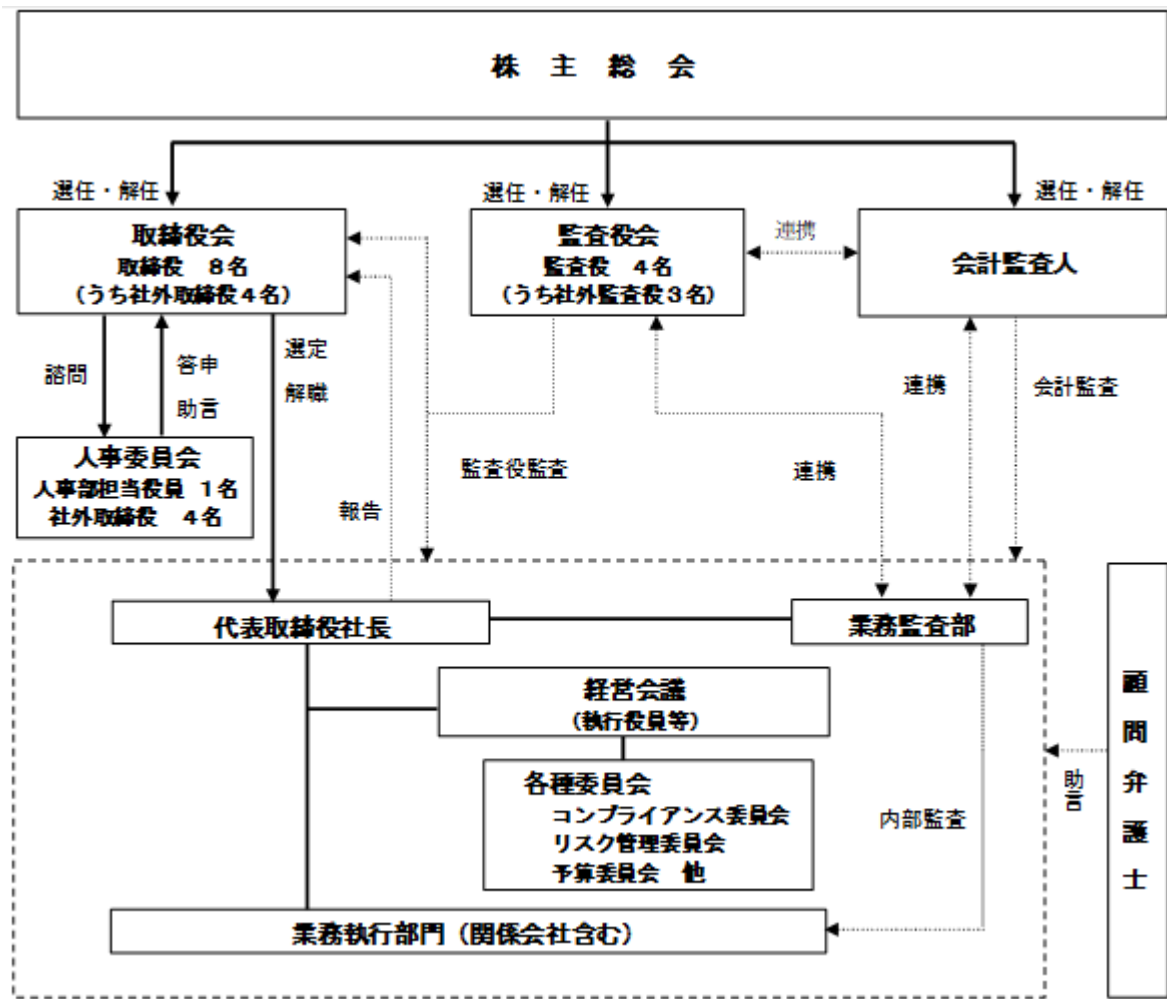 株 主 総 会
選任・解任
選任・解任
選任・解任
取締役会
取締役 8名
(うち社外取締役4名)
監査役会
監査役 4名
(うち社外監査役3名)
連携
会計監査人
諮問
答申
助言
選定
解職
人事委員会
人事部担当役員 1名
社外取締役 4名
報告
監査役監査
連携
連携
会計監査
代表取締役社長
業務監査部
経営会議
(執行役員等)
各種委員会
コンプライアンス委員会
リスク管理委員会
予算委員会 他
内部監査
業務執行部門(関係会社含む)
助言
顧問弁護士